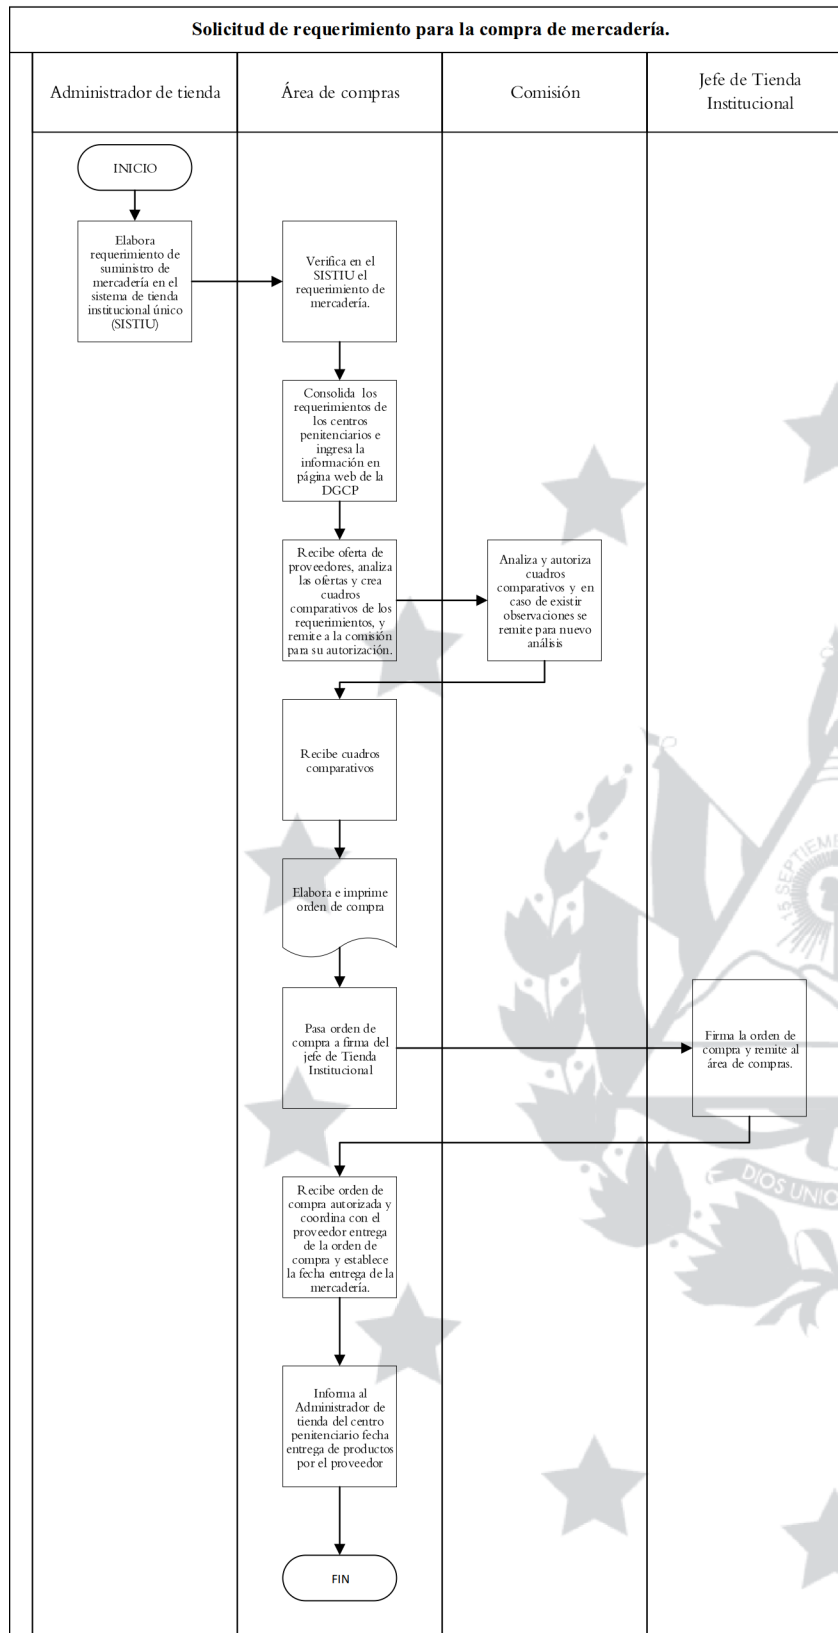 Solicitud de requerimiento para la compra de mercadería.
Administrador de tienda
Área de compras
Comisión
Jefe de Tienda
Institucional
INICIO
Elabora
requerimiento de
suministro de
mercadería en el
sistema de tienda
institucional único
(SISTIU)
Verifica en el
SISTIU el
requerimiento de
mercadería.
Consolida los
requerimientos de
los centros
penitenciarios e
ingresa la
información en
página web de la
DGCP
Recibe oferta de
proveedores, analiza
las ofertas y crea
cuadros
comparativos de los
requerimientos, y
remite a la comisión
para su autorización.
Analiza y autoriza
cuadros
comparativos y en
caso de existir
observaciones se
remite para nuevo
análisis
Recibe cuadros
comparativos
Elabora e imprime
orden de compra
Pasa orden de
compra a firma del
jefe de Tienda
Institucional
Firma la orden de
compra y remite al
área de compras.
Recibe orden de
compra autorizada y
coordina con el
proveedor entrega
de la orden de
compra y establece
la fecha entrega de la
mercadería.
Informa al
Administrador de
tienda del centro
penitenciario fecha
entrega de productos
por el proveedor
FIN
15 SEPTIEMB
DIOS UNIO